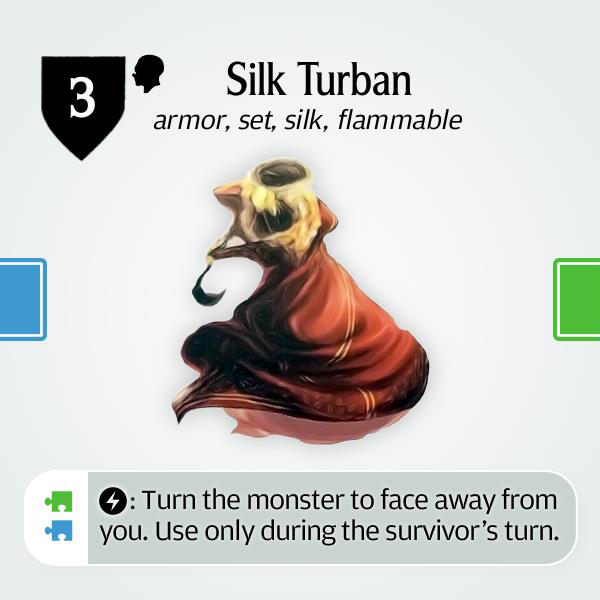 3
Silk Turban
armor, set, silk, flammable
: Turn the monster to face away from
you. Use only during the survivor’s turn.